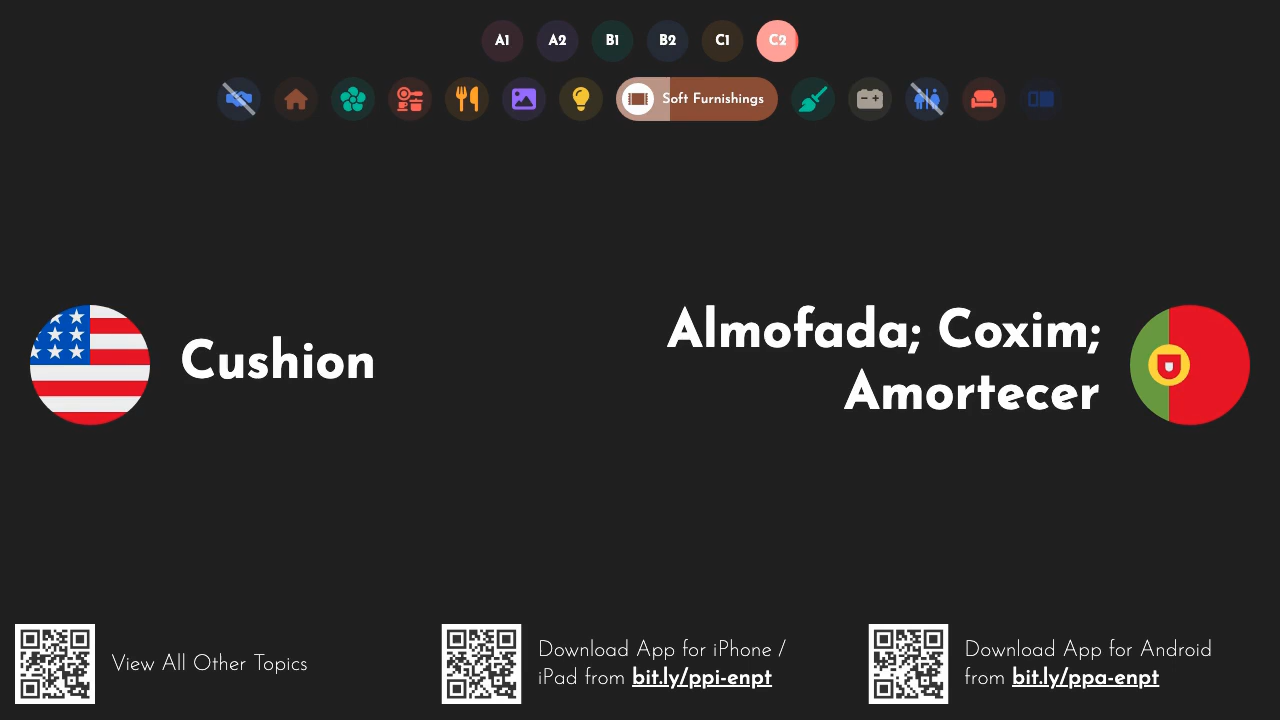 A1 A2 B1 B2 C1 C2
Soft Furnishings
Cushion
Almofada; Coxim;
Amortecer
View All Other Topics
Download App for iPhone /
iPad from bit.ly/ppi-enpt
Download App for Android
from bit.ly/ppa-enpt